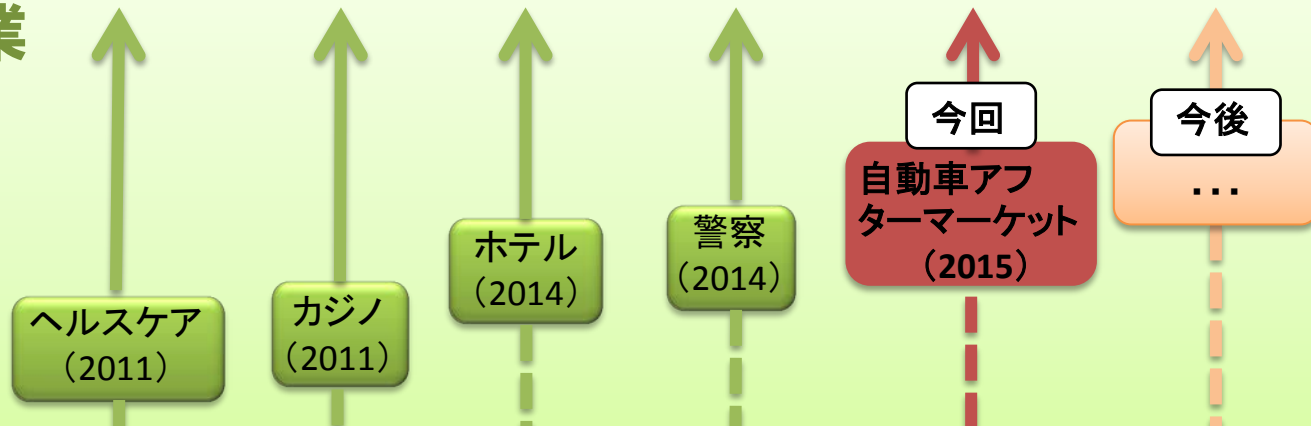 業
ヘルスケア
（2011）
カジノ
（2011）
ホテル
（2014）
警察
（2014）
今回
自動車アフ
ターマーケット
（2015）
今後
...